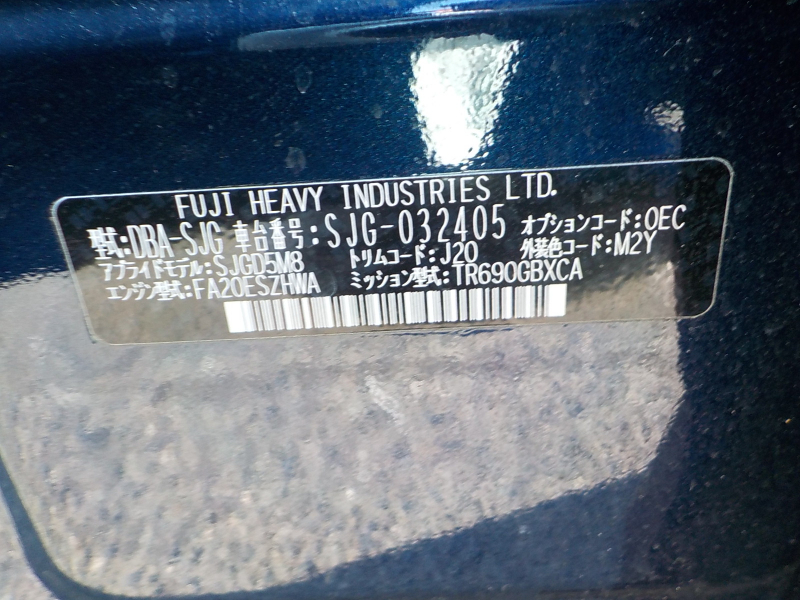 FUJI HEAVY INDUSTRIES LTD.
型式:DBA-SJG 車台番号:SJG-032405 オプションコード:OEC
アプライドモデル:SJGD5M8 トリムコード:J20 外装色コード:M2Y
エンジン型式:FA20ESZHWA ミッション型式:TR690GBXCA